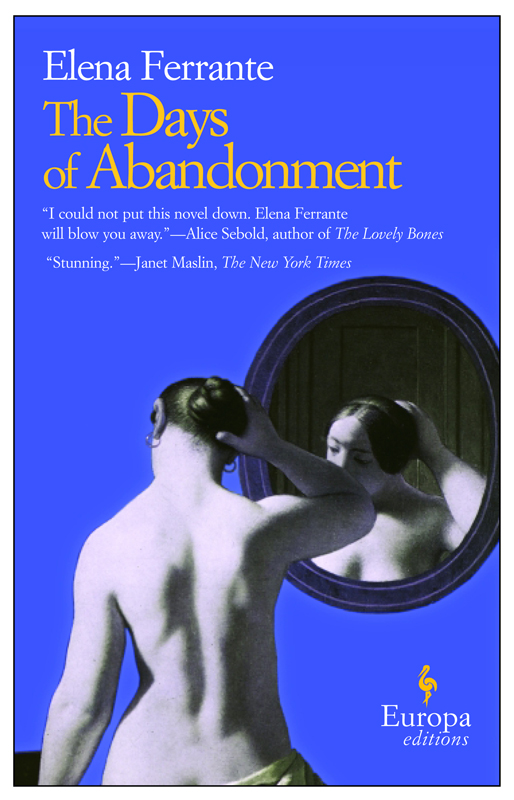 Elena Ferrante
The Days
of Abandonment
“I could not put this novel down. Elena Ferrante
will blow you away.”—Alice Sebold, author of The Lovely Bones
“Stunning.”—Janet Maslin, The New York Times
Europa
editions